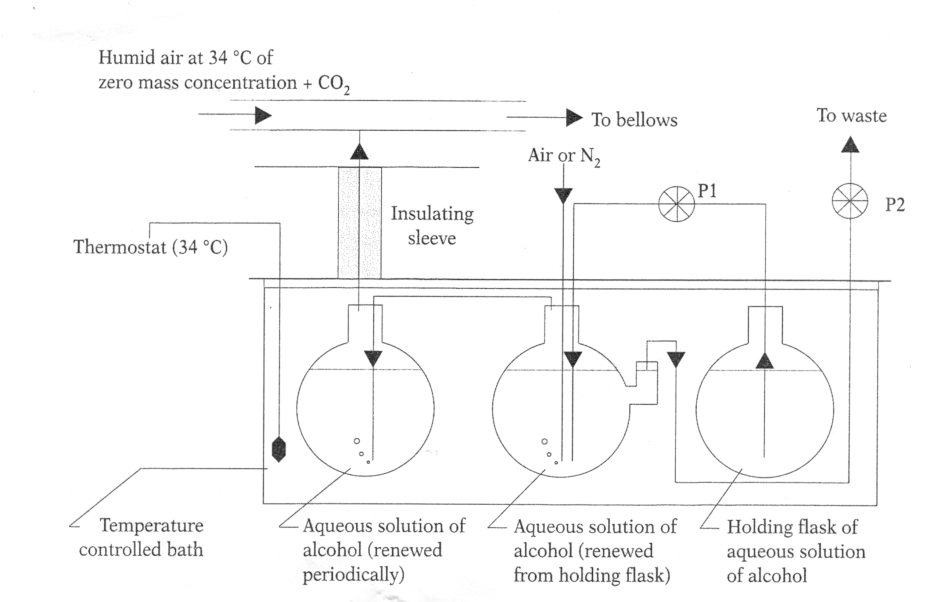 Humid air at 34 °C of
zero mass concentration + CO₂
To bellows
To waste
Air or N₂
P1
P2
Insulating
sleeve
Thermostat (34 °C)
Temperature
controlled bath
Aqueous solution of
alcohol (renewed
periodically)
Aqueous solution of
alcohol (renewed
from holding flask)
Holding flask of
aqueous solution
of alcohol